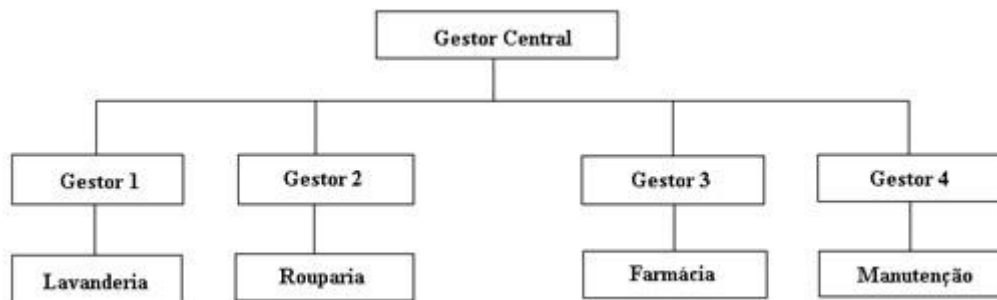 Gestor Central
Gestor 1
Gestor 2
Gestor 3
Gestor 4
Lavanderia
Rouparia
Farmácia
Manutenção